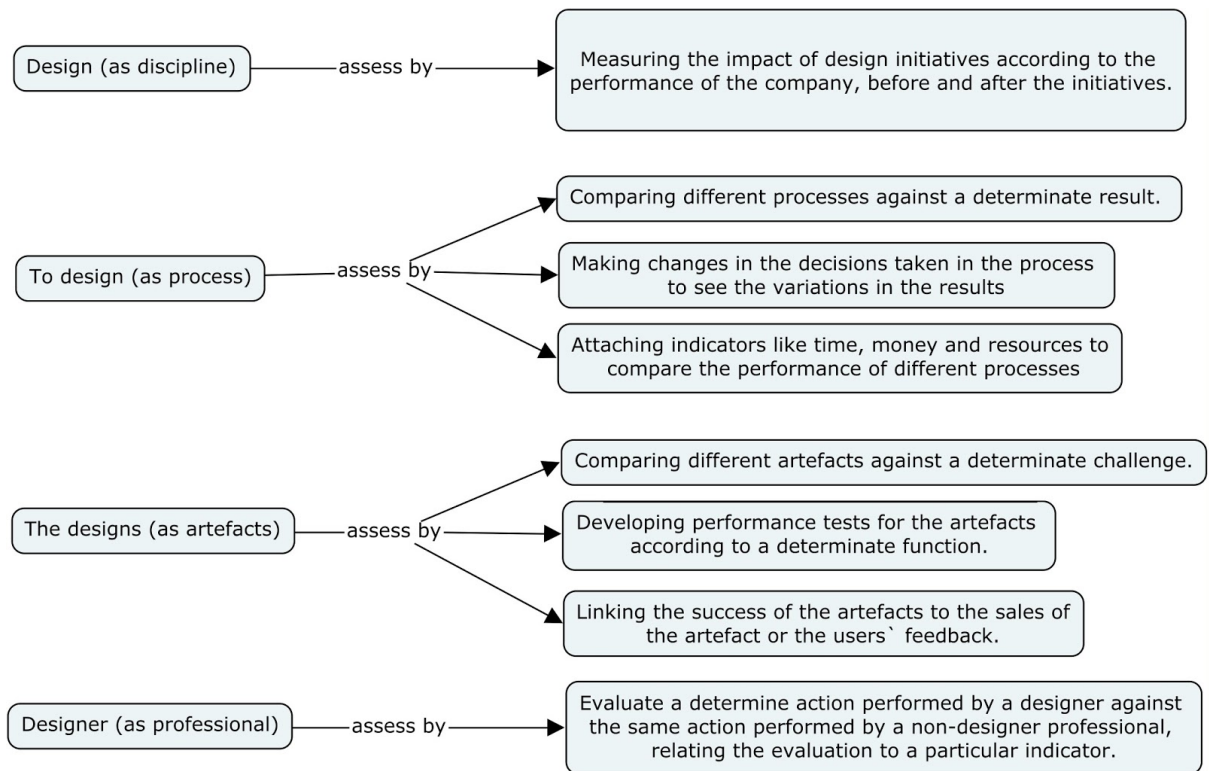 Design (as discipline)
assess by
Measuring the impact of design initiatives according to the
performance of the company, before and after the initiatives.
To design (as process)
assess by
Comparing different processes against a determinate result.
Making changes in the decisions taken in the process
to see the variations in the results
Attaching indicators like time, money and resources to
compare the performance of different processes
The designs (as artefacts)
assess by
Comparing different artefacts against a determinate challenge.
Developing performance tests for the artefacts
according to a determinate function.
Linking the success of the artefacts to the sales of
the artefact or the users` feedback.
Designer (as professional)
assess by
Evaluate a determine action performed by a designer against
the same action performed by a non-designer professional,
relating the evaluation to a particular indicator.